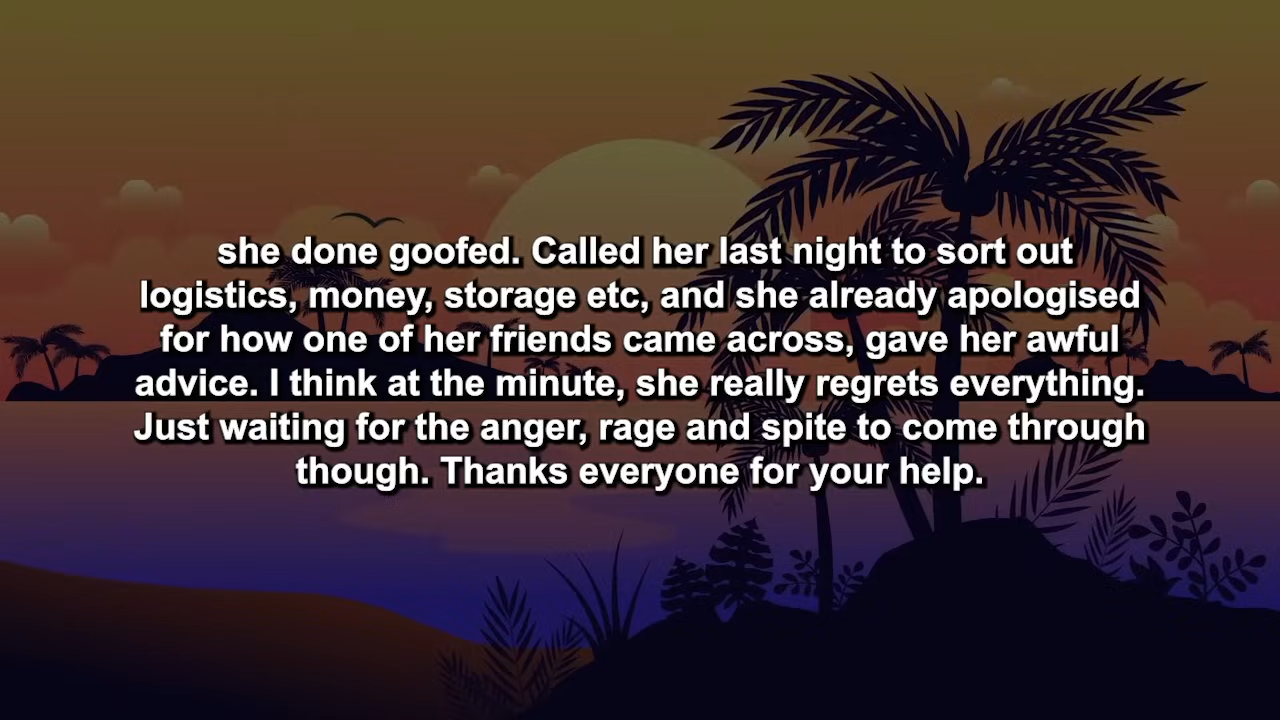 she done goofed. Called her last night to sort out
logistics, money, storage etc, and she already apologised
for how one of her friends came across, gave her awful
advice. I think at the minute, she really regrets everything.
Just waiting for the anger, rage and spite to come through
though. Thanks everyone for your help.